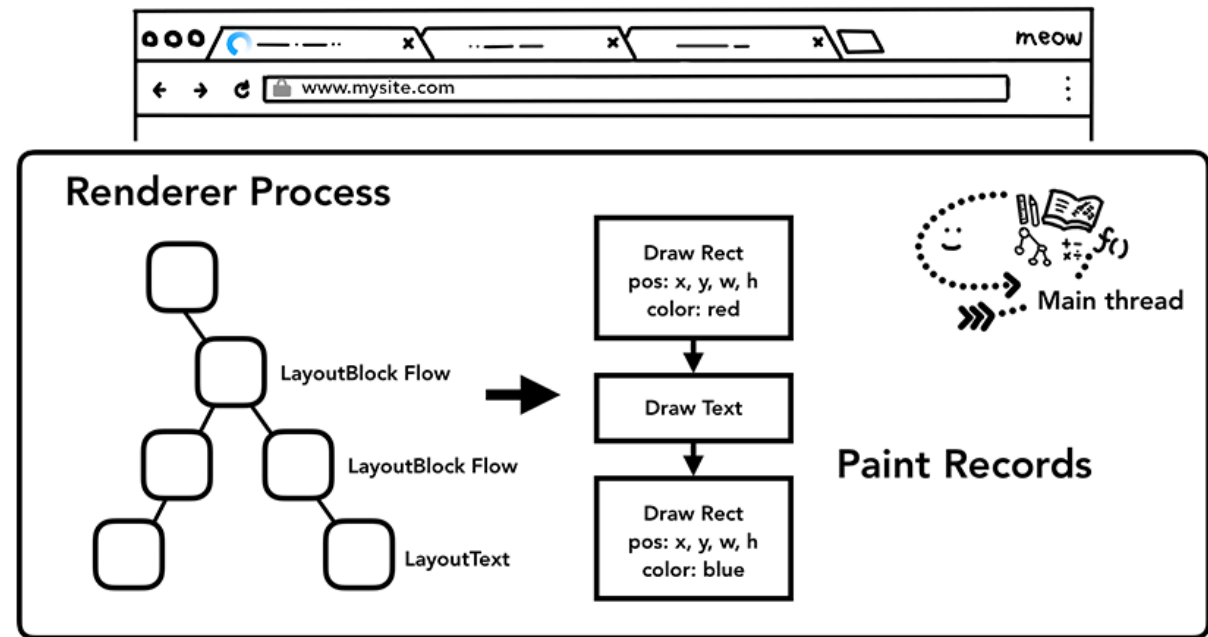 meow
www.mysite.com
Renderer Process
LayoutBlock Flow
LayoutBlock Flow
LayoutText
Draw Rect
pos: x, y, w, h
color: red
Draw Text
Draw Rect
pos: x, y, w, h
color: blue
Paint Records
+-
×÷
f()
Main thread